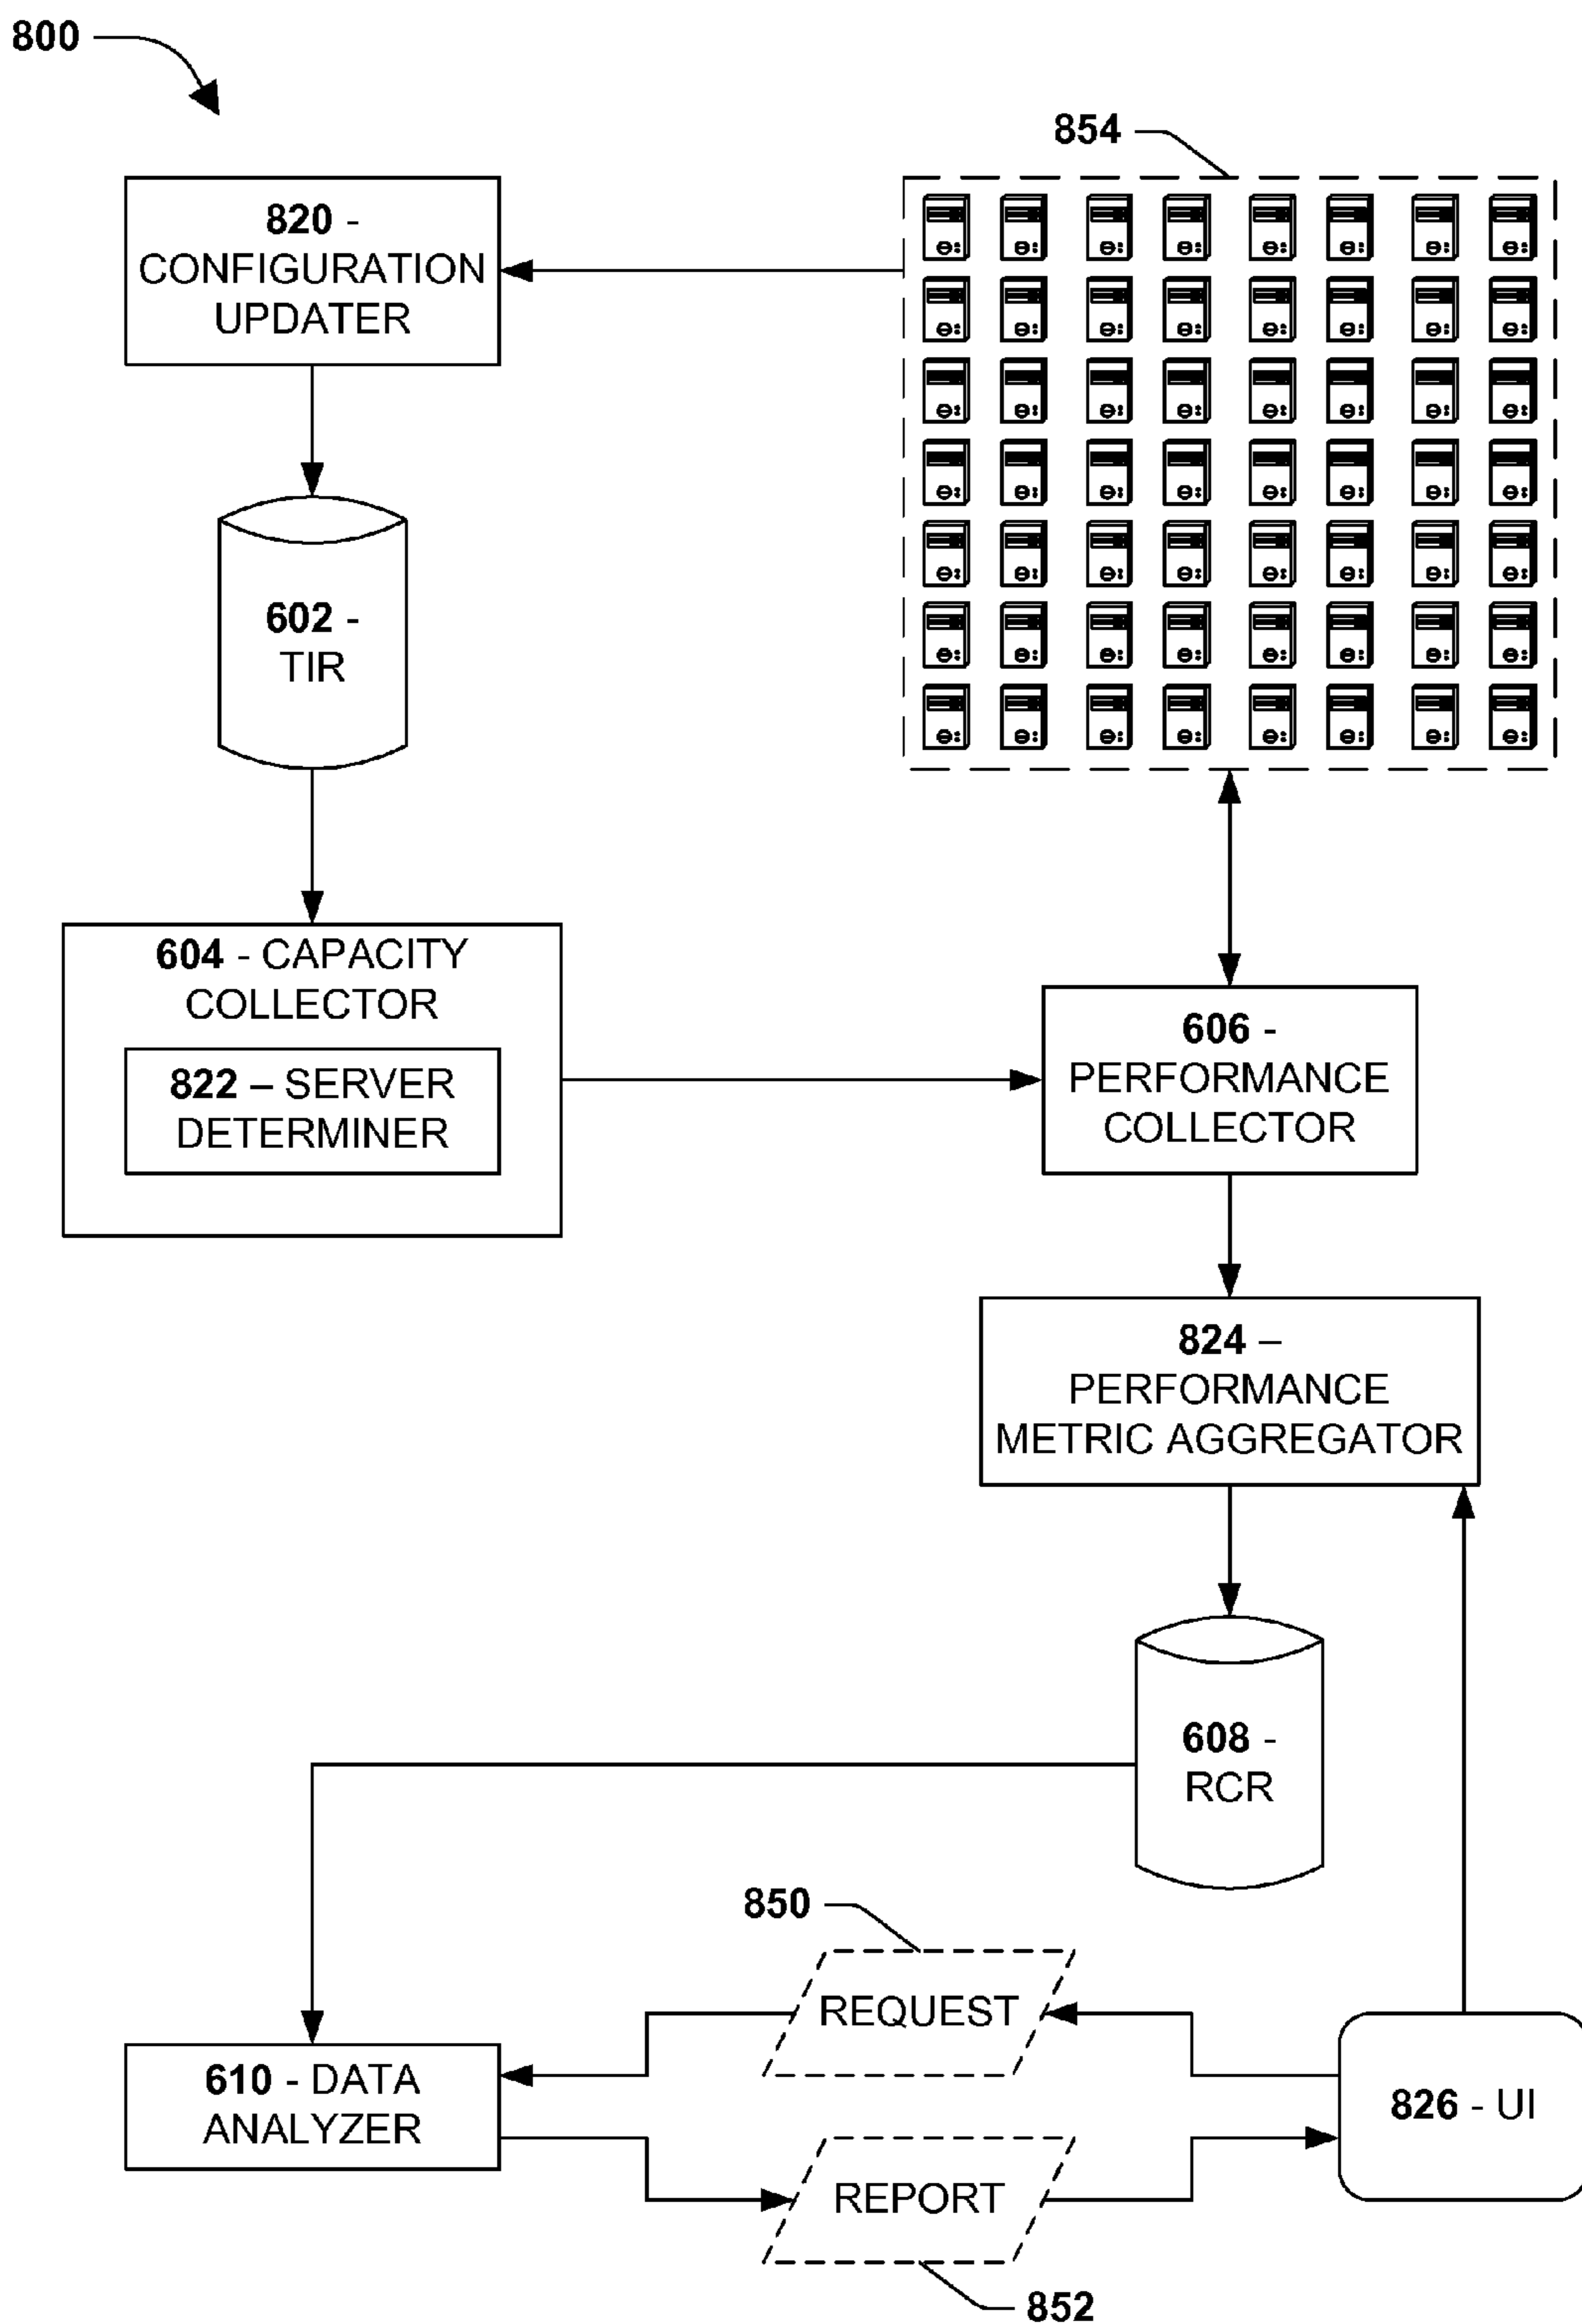 800
854
820 -
CONFIGURATION
UPDATER
602 -
TIR
604 - CAPACITY
COLLECTOR
822 – SERVER
DETERMINER
606 -
PERFORMANCE
COLLECTOR
824 –
PERFORMANCE
METRIC AGGREGATOR
608 -
RCR
850
REQUEST
610 - DATA
ANALYZER
826 - UI
REPORT
852